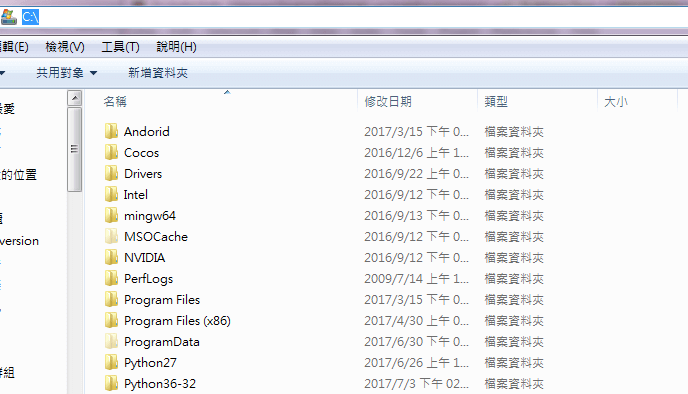 C:\
編輯(E) 檢視(V) 工具(T) 說明(H)
共用對象 新增資料夾
名稱 修改日期 類型 大小
Andorid 2017/3/15 下午 0... 檔案資料夾
Cocos 2016/12/6 上午 1... 檔案資料夾
Drivers 2016/9/22 上午 0... 檔案資料夾
的位置
Intel 2016/9/12 下午 0... 檔案資料夾
mingw64 2016/9/13 下午 0... 檔案資料夾
MSOCache 2016/9/12 下午 0... 檔案資料夾
version
NVIDIA 2016/9/12 下午 0... 檔案資料夾
PerfLogs 2009/7/14 上午 1... 檔案資料夾
Program Files 2017/3/15 下午 0... 檔案資料夾
Program Files (x86) 2017/4/30 上午 0... 檔案資料夾
ProgramData 2017/6/30 下午 0... 檔案資料夾
Python27 2017/6/26 上午 1... 檔案資料夾
群組
Python36-32 2017/7/3 下午 02... 檔案資料夾